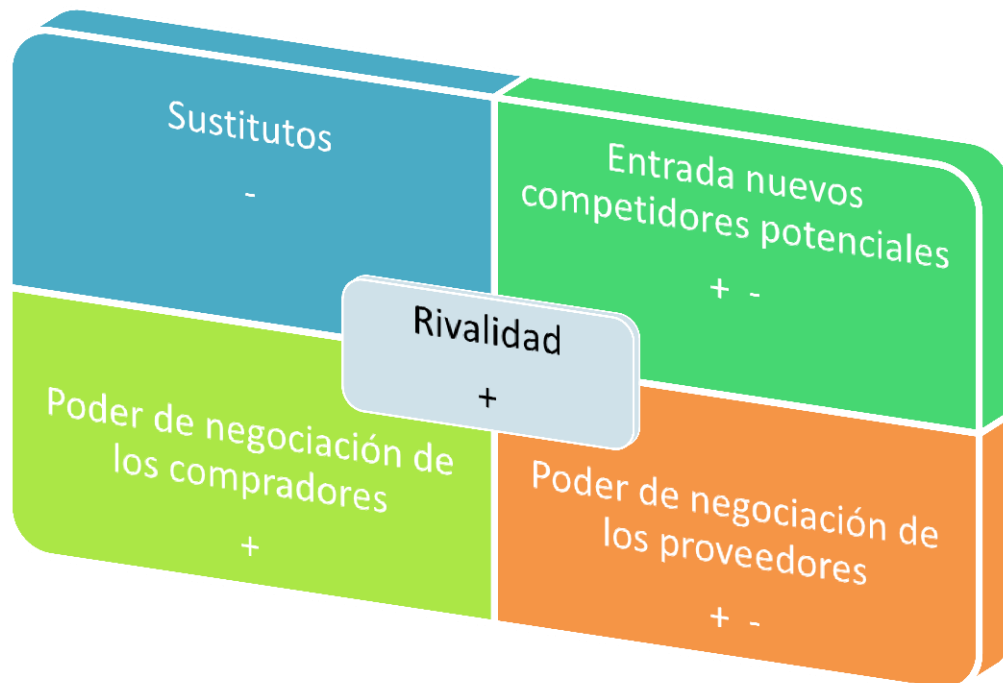 Sustitutos
-
Entrada nuevos
competidores potenciales
+ -
Rivalidad
+
Poder de negociación de
los compradores
+
Poder de negociación de
los proveedores
+ -